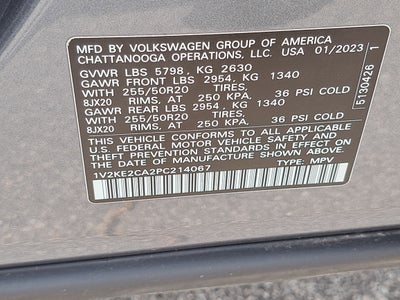 MFD BY VOLKSWAGEN GROUP OF AMERICA
CHATTANOOGA OPERATIONS, LLC. USA 01/2023
GVWR LBS 5798, KG 2630
GAWR FRONT LBS 2954, KG 1340
WITH 255/50R20 TIRES,
8JX20 RIMS, AT 250 KPA, 36 PSI COLD
GAWR REAR LBS 2954, KG 1340
WITH 255/50R20 TIRES,
8JX20 RIMS, AT 250 KPA, 36 PSI COLD
THIS VEHICLE CONFORMS TO ALL APPLICABLE
U.S. FEDERAL MOTOR VEHICLE SAFETY STANDARDS IN EFFECT
ON THE DATE OF MANUFACTURE SHOWN ABOVE.
1V2KE2CA2PC214067 TYPE: MPV
5Y30426 1